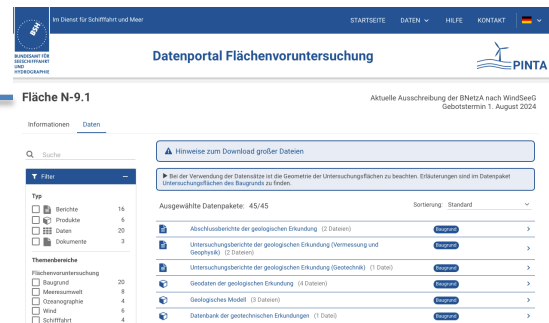 Im Dienst für Schifffahrt und Meer
STARTSEITE DATEN HILFE KONTAKT
BSH
BUNDESAMT FÜR
SEESCHIFFFAHRT
UND
HYDROGRAPHIE
Datenportal Flächenvoruntersuchung
PINTA
Fläche N-9.1
Aktuelle Ausschreibung der BNetzA nach WindSeeG
Gebotstermin 1. August 2024
Informationen Daten
Suche
Hinweise zum Download großer Dateien
Filter
Bei der Verwendung der Datensätze ist die Geometrie der Untersuchungsflächen zu beachten. Erläuterungen sind im Datenpaket
Untersuchungsflächen des Baugrunds zu finden.
Typ
Berichte 16
Produkte 6
Daten 20
Dokumente 3
Themenbereiche
Flächenvoruntersuchung
Baugrund 20
Meeresumwelt 8
Ozeanographie 4
Wind 6
Schifffahrt 4
Ausgewählte Datenpakete: 45/45
Sortierung: Standard
Abschlussberichte der geologischen Erkundung (2 Dateien) Baugrund
Untersuchungsberichte der geologischen Erkundung (Vermessung und
Geophysik) (2 Dateien) Baugrund
Untersuchungsberichte der geologischen Erkundung (Geotechnik) (1 Datei) Baugrund
Geodaten der geologischen Erkundung (4 Dateien) Baugrund
Geologisches Modell (3 Dateien) Baugrund
Datenbank der geotechnischen Erkundungen (1 Datei) Baugrund